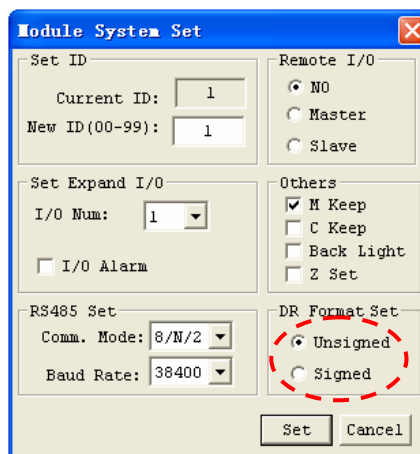 Module System Set
Set ID
Current ID: 1
New ID(00-99): 1
Remote I/O
NO
Master
Slave
Set Expand I/O
I/O Num: 1
I/O Alarm
Others
M Keep
C Keep
Back Light
Z Set
RS485 Set
Comm. Mode: 8/N/2
Baud Rate: 38400
DR Format Set
Unsigned
Signed
Set Cancel